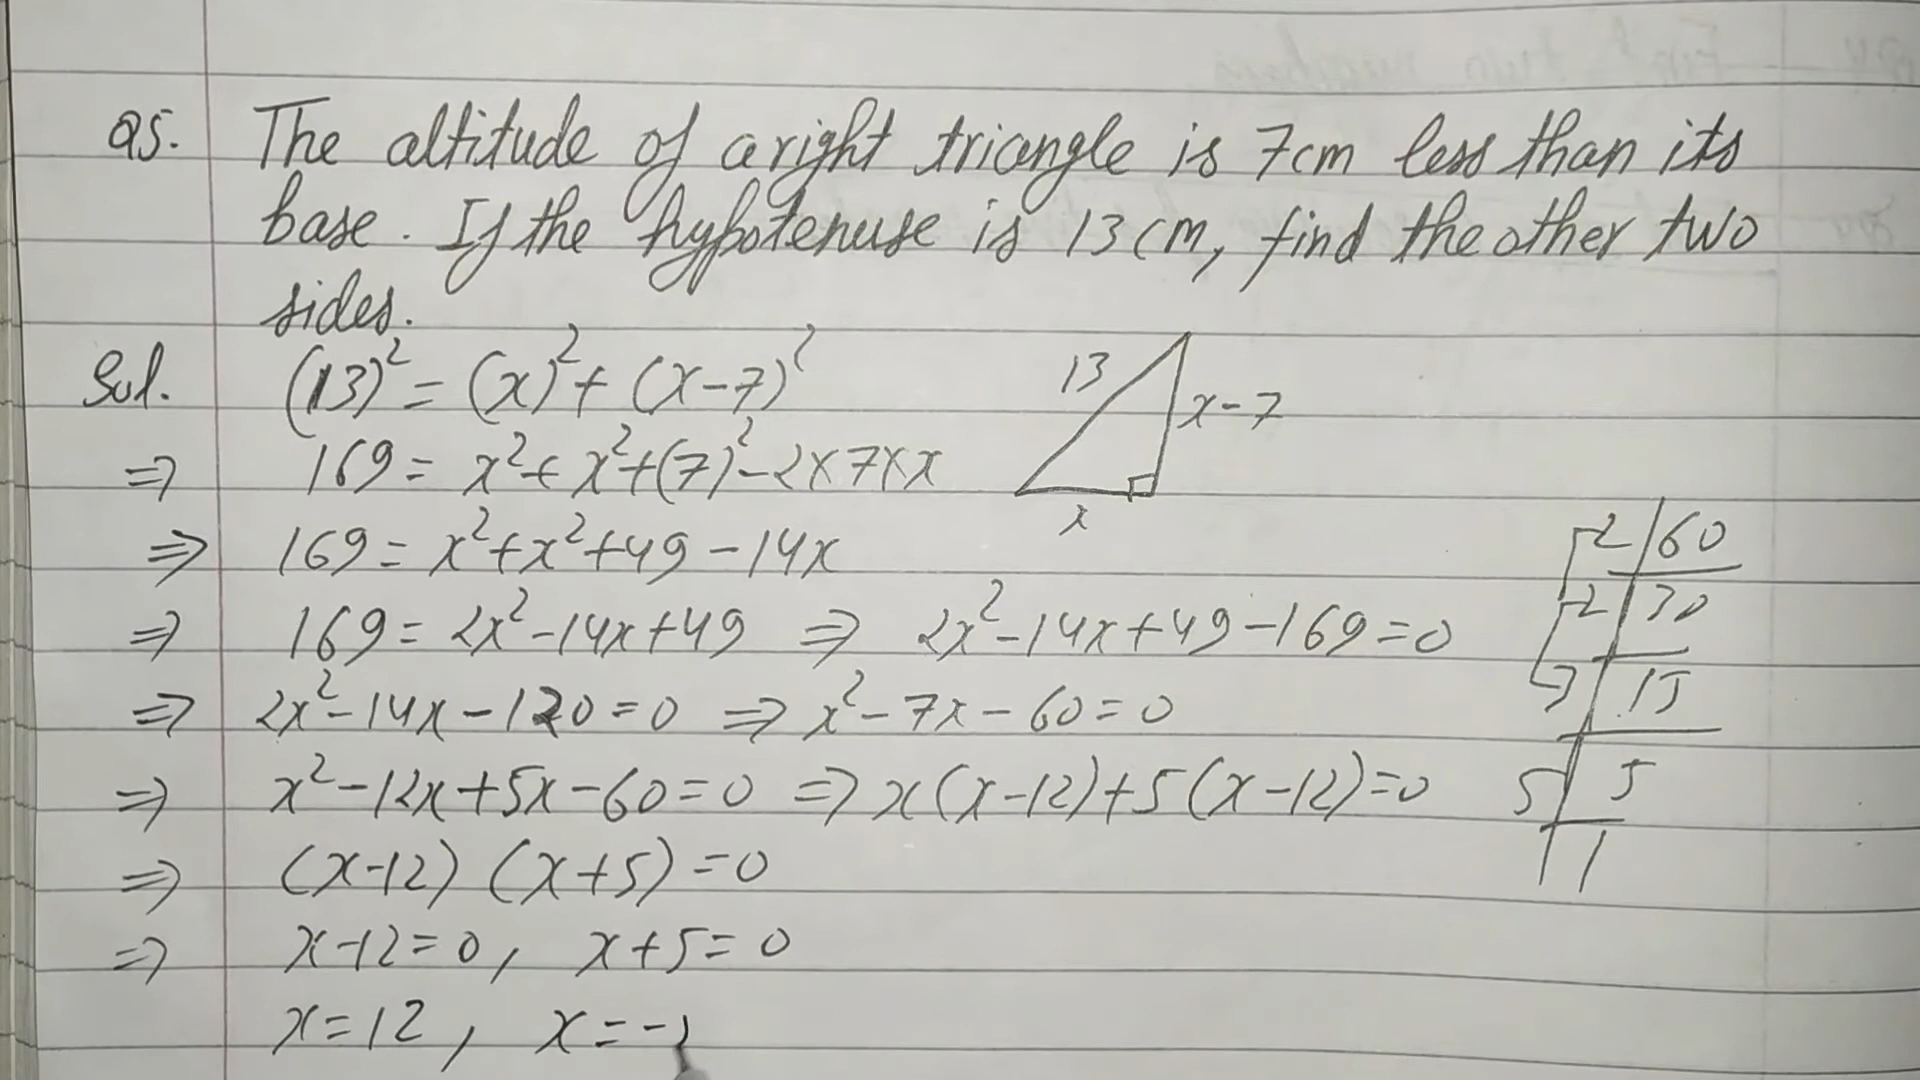 Q5. The altitude of a right triangle is 7cm less than its
base. If the hypotenuse is 13cm, find the other two
sides.
Sol. (13)² = (x)² + (x-7)²
⇒ 169 = x² + x² + (7)² - 2×7×x
⇒ 169 = x² + x² + 49 - 14x
⇒ 169 = 2x² - 14x + 49 ⇒ 2x² - 14x + 49 - 169 = 0
⇒ 2x² - 14x - 120 = 0 ⇒ x² - 7x - 60 = 0
⇒ x² - 12x + 5x - 60 = 0 ⇒ x(x-12) + 5(x-12) = 0
⇒ (x-12) (x+5) = 0
⇒ x-12 = 0, x+5 = 0
x = 12, x = -
13
x-7
x
2 | 60
2 | 30
3 | 15
5 | 5
1